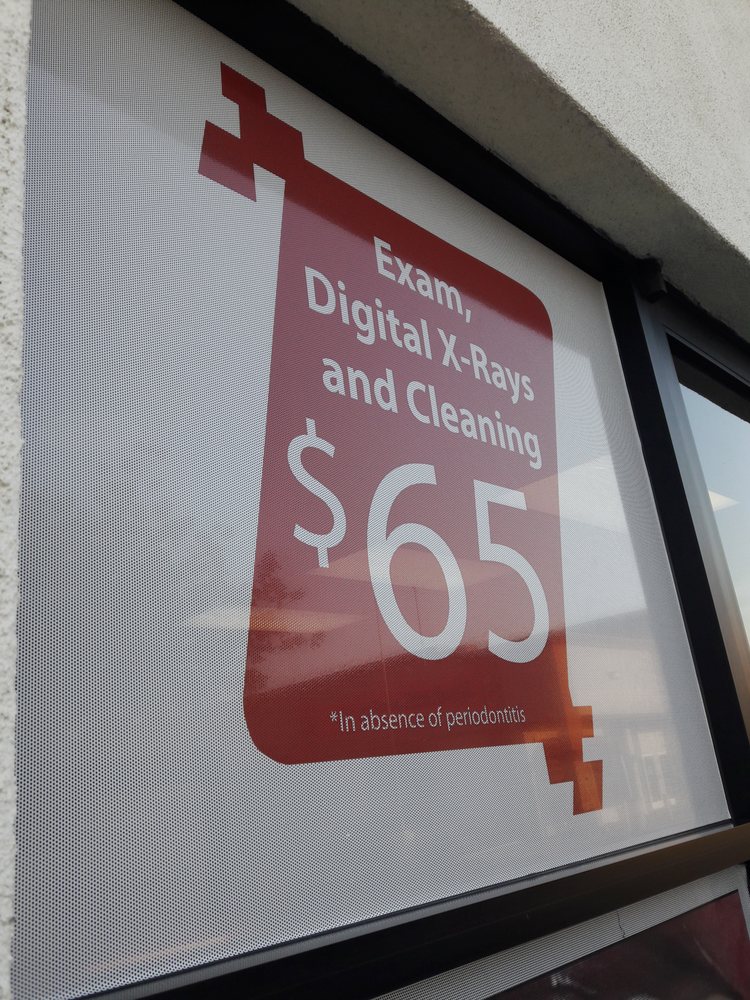 Exam,
Digital X-Rays
and Cleaning
$65
*In absence of periodontitis